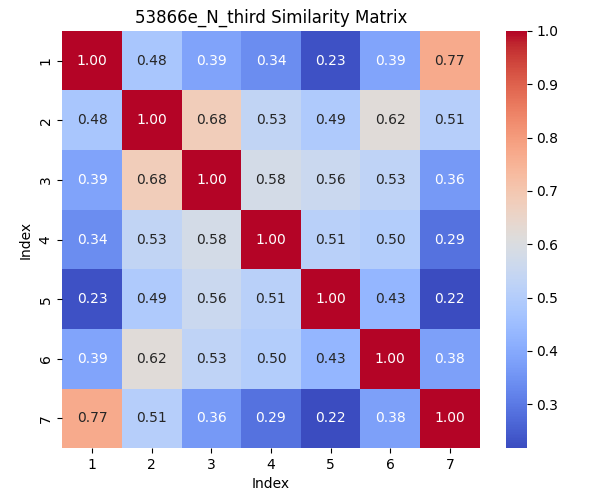 53866e_N_third Similarity Matrix
1 1.00 0.48 0.39 0.34 0.23 0.39 0.77
2 0.48 1.00 0.68 0.53 0.49 0.62 0.51
3 0.39 0.68 1.00 0.58 0.56 0.53 0.36
4 0.34 0.53 0.58 1.00 0.51 0.50 0.29
5 0.23 0.49 0.56 0.51 1.00 0.43 0.22
6 0.39 0.62 0.53 0.50 0.43 1.00 0.38
7 0.77 0.51 0.36 0.29 0.22 0.38 1.00
1 2 3 4 5 6 7
Index
Index
1.0
0.9
0.8
0.7
0.6
0.5
0.4
0.3